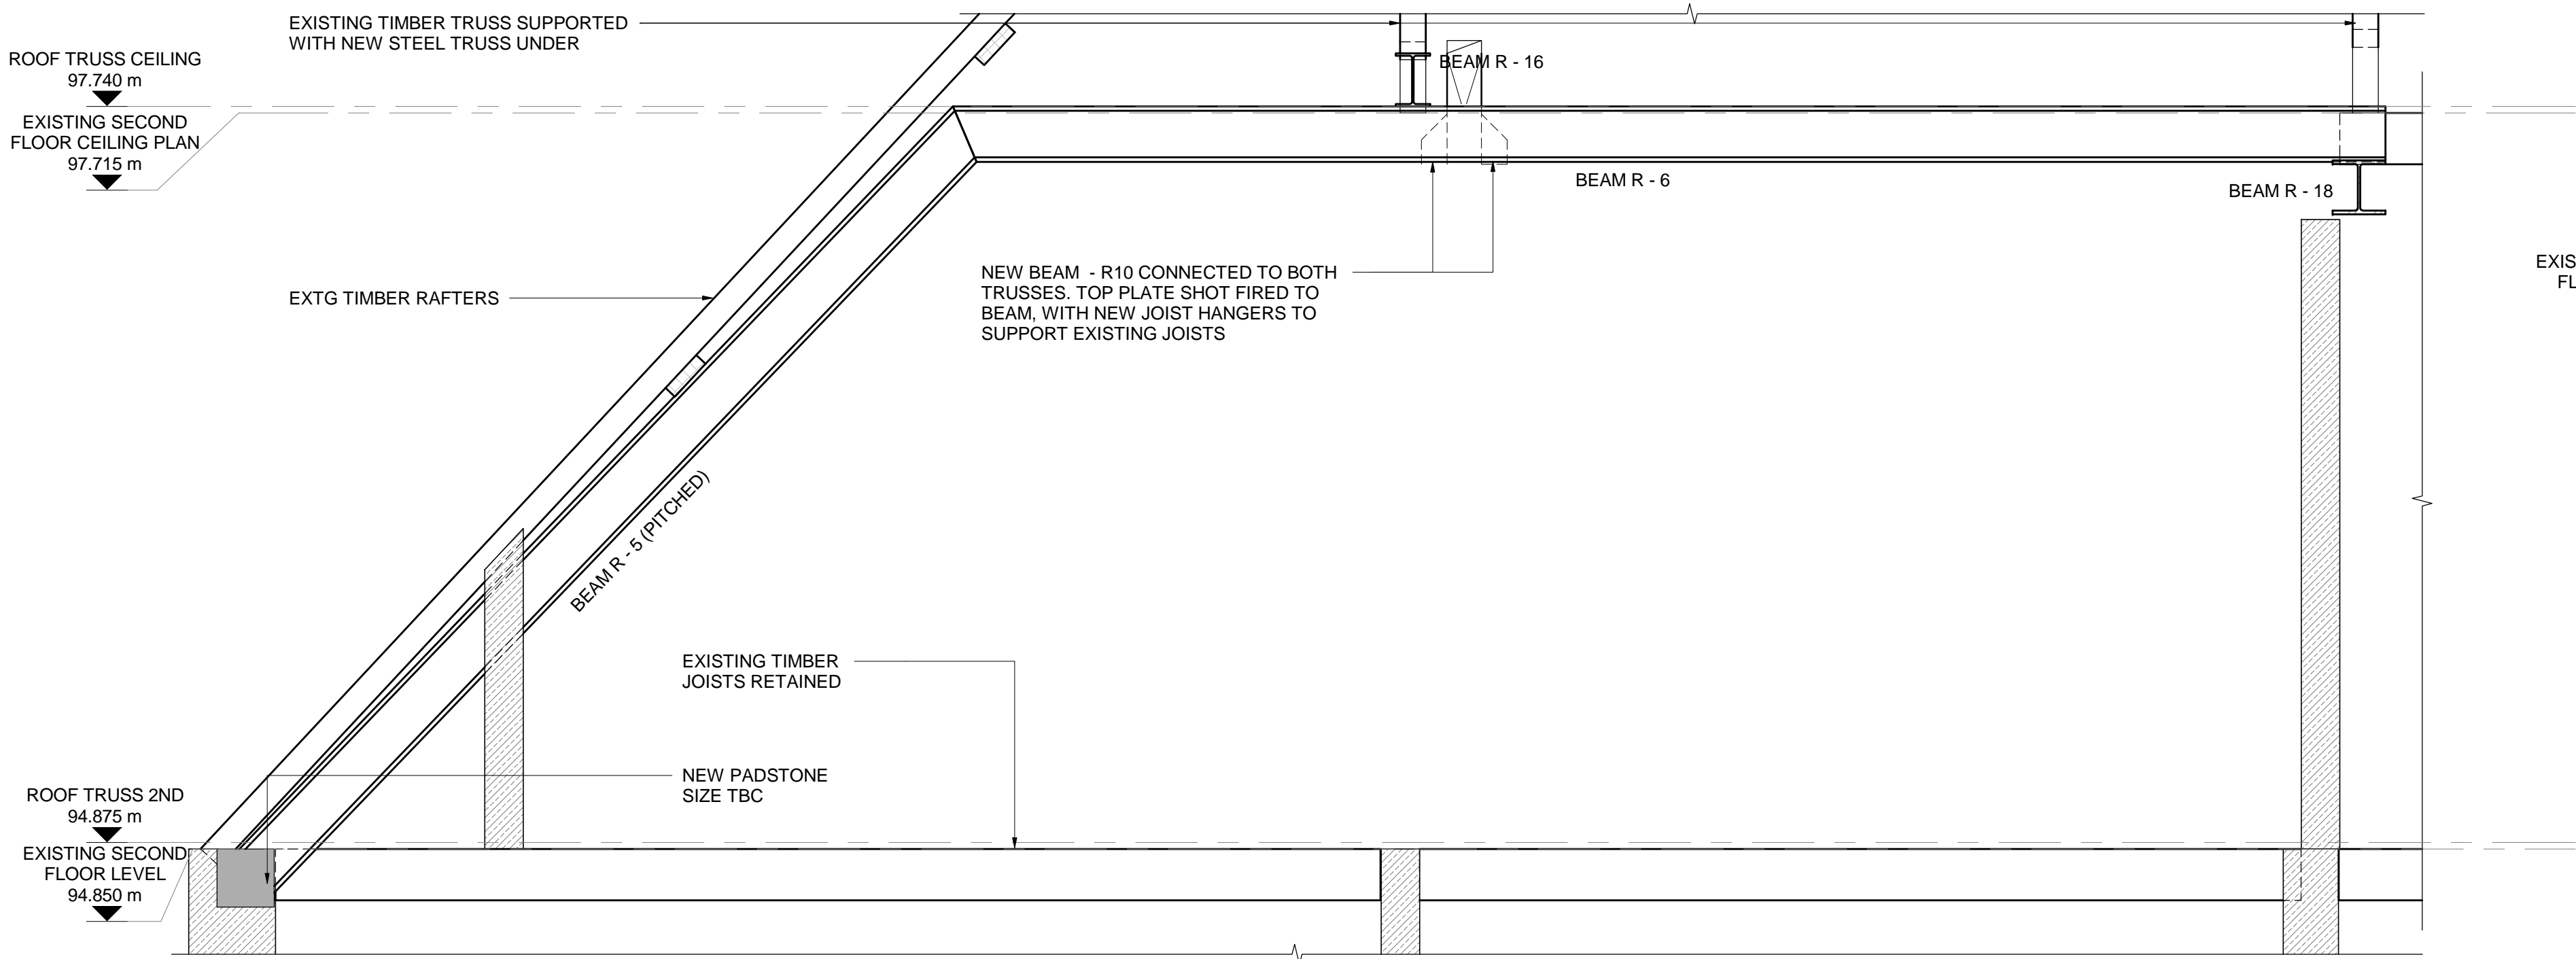 EXISTING TIMBER TRUSS SUPPORTED
WITH NEW STEEL TRUSS UNDER
ROOF TRUSS CEILING
97.740 m
EXISTING SECOND
FLOOR CEILING PLAN
97.715 m
BEAM R - 16
BEAM R - 6
BEAM R - 18
NEW BEAM  - R10 CONNECTED TO BOTH
TRUSSES. TOP PLATE SHOT FIRED TO
BEAM, WITH NEW JOIST HANGERS TO
SUPPORT EXISTING JOISTS
EXIS
FL
EXTG TIMBER RAFTERS
BEAM R - 5 (PITCHED)
EXISTING TIMBER
JOISTS RETAINED
NEW PADSTONE
SIZE TBC
ROOF TRUSS 2ND
94.875 m
EXISTING SECOND
FLOOR LEVEL
94.850 m